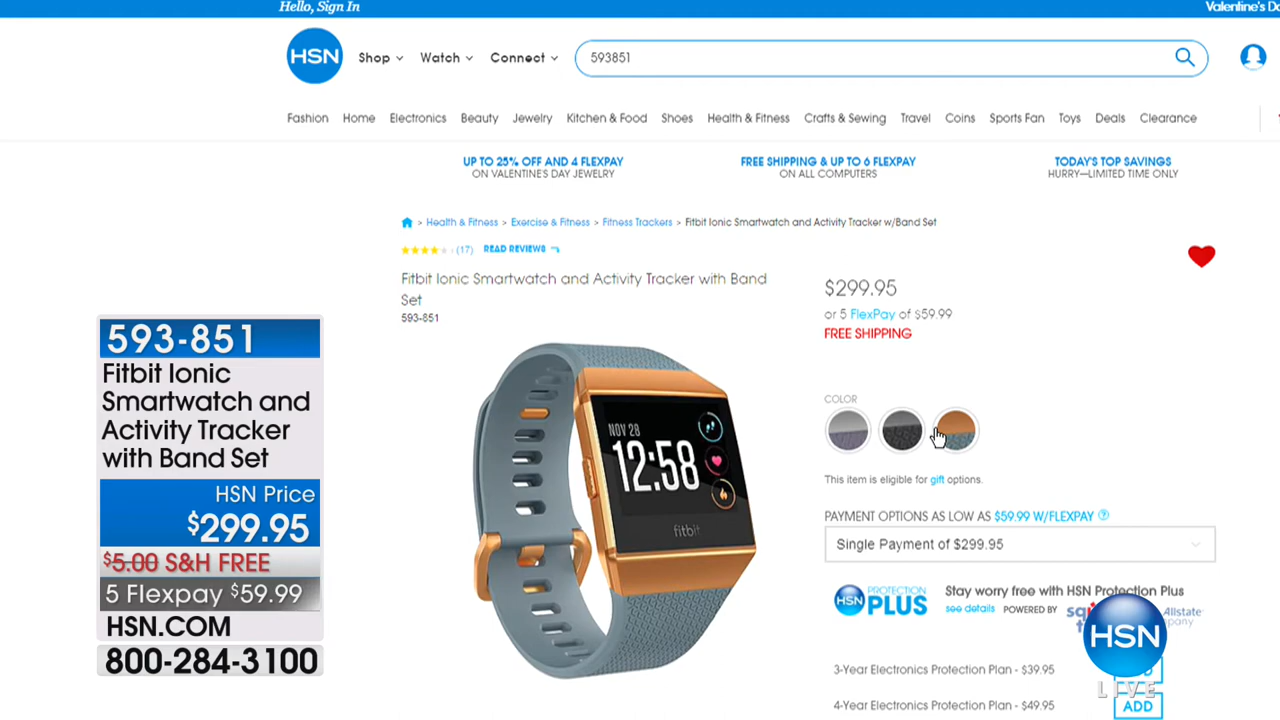 Hello, Sign In
Valentine's Da
HSN
Shop
Watch
Connect
593851
Fashion
Home
Electronics
Beauty
Jewelry
Kitchen & Food
Shoes
Health & Fitness
Crafts & Sewing
Travel
Coins
Sports Fan
Toys
Deals
Clearance
UP TO 25% OFF AND 4 FLEXPAY
ON VALENTINE'S DAY JEWELRY
FREE SHIPPING & UP TO 6 FLEXPAY
ON ALL COMPUTERS
TODAY'S TOP SAVINGS
HURRY—LIMITED TIME ONLY
> Health & Fitness > Exercise & Fitness > Fitness Trackers > Fitbit Ionic Smartwatch and Activity Tracker w/Band Set
(17) READ REVIEWS
Fitbit Ionic Smartwatch and Activity Tracker with Band
Set
593-851
$299.95
or 5 FlexPay of $59.99
FREE SHIPPING
COLOR
This item is eligible for gift options.
PAYMENT OPTIONS AS LOW AS $59.99 W/FLEXPAY ?
Single Payment of $299.95
HSN PROTECTION
PLUS
Stay worry free with HSN Protection Plus
see details POWERED BY
Allstate
3-Year Electronics Protection Plan - $39.95
4-Year Electronics Protection Plan - $49.95
ADD
HSN
LIVE
NOV 28
12:58
fitbit
593-851
Fitbit Ionic
Smartwatch and
Activity Tracker
with Band Set
HSN Price
$299.95
$5.00 S&H FREE
5 Flexpay $59.99
HSN.COM
800-284-3100